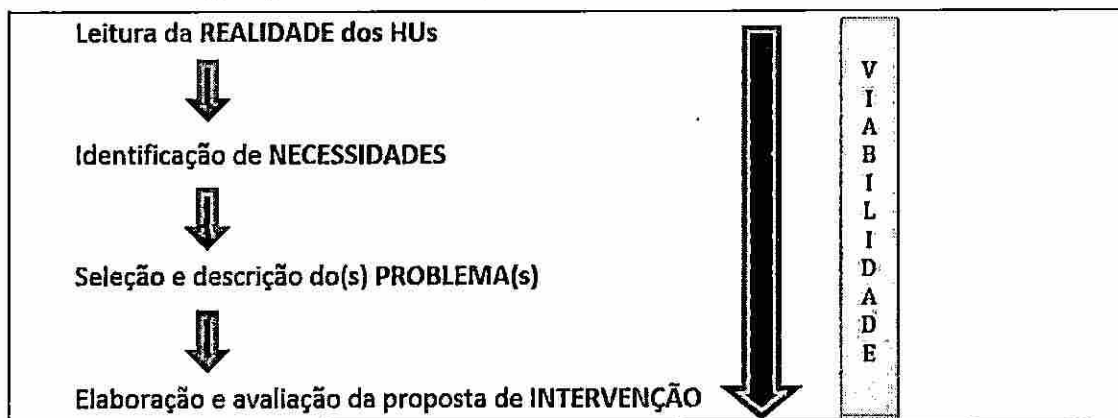 Leitura da REALIDADE dos HUs
Identificação de NECESSIDADES
Seleção e descrição do(s) PROBLEMA(s)
Elaboração e avaliação da proposta de INTERVENÇÃO
VIABILIDADE